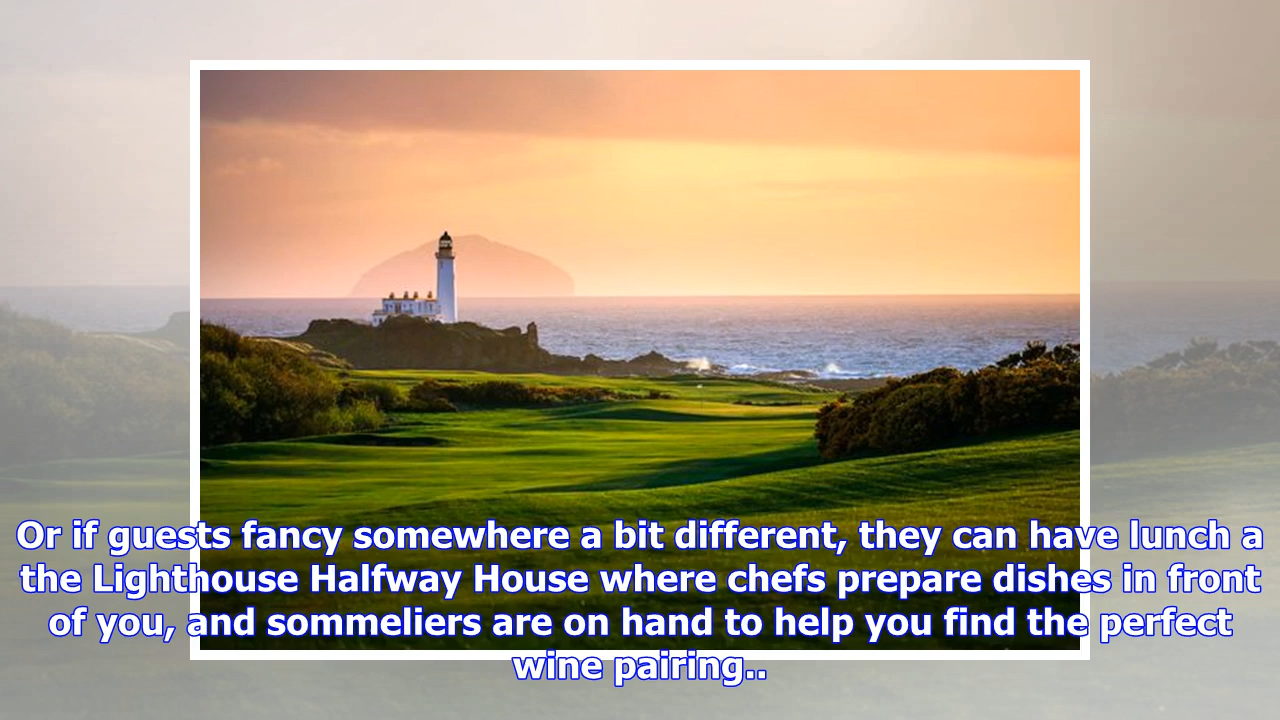 Or if guests fancy somewhere a bit different, they can have lunch a
the Lighthouse Halfway House where chefs prepare dishes in front
of you, and sommeliers are on hand to help you find the perfect
wine pairing..